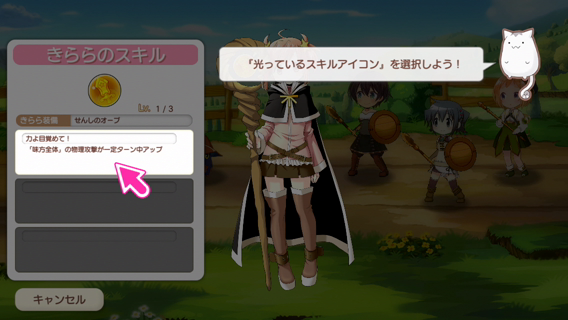 きららのスキル
「光っているスキルアイコン」を選択しよう！
Lv. 1 / 3
きらら装備 せんしのオーブ
力よ目覚めて！
「味方全体」の物理攻撃が一定ターン中アップ
キャンセル